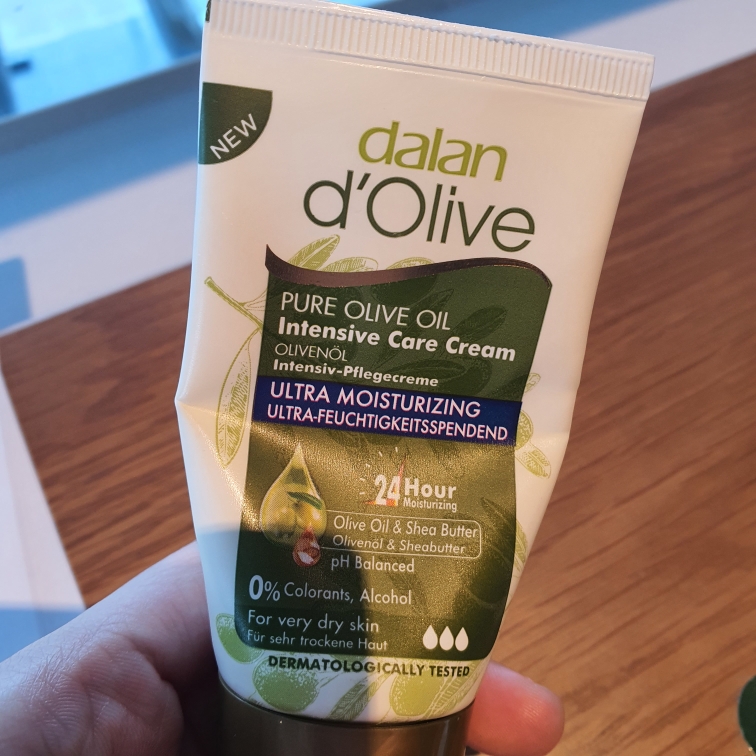 NEW
dalan
d'Olive
PURE OLIVE OIL
Intensive Care Cream
OLIVENÖL
Intensiv-Pflegecreme
ULTRA MOISTURIZING
ULTRA-FEUCHTIGKEITSSPENDEND
24 Hour
Moisturizing
Olive Oil & Shea Butter
Olivenöl & Sheabutter
pH Balanced
0% Colorants, Alcohol
For very dry skin
Für sehr trockene Haut
DERMATOLOGICALLY TESTED